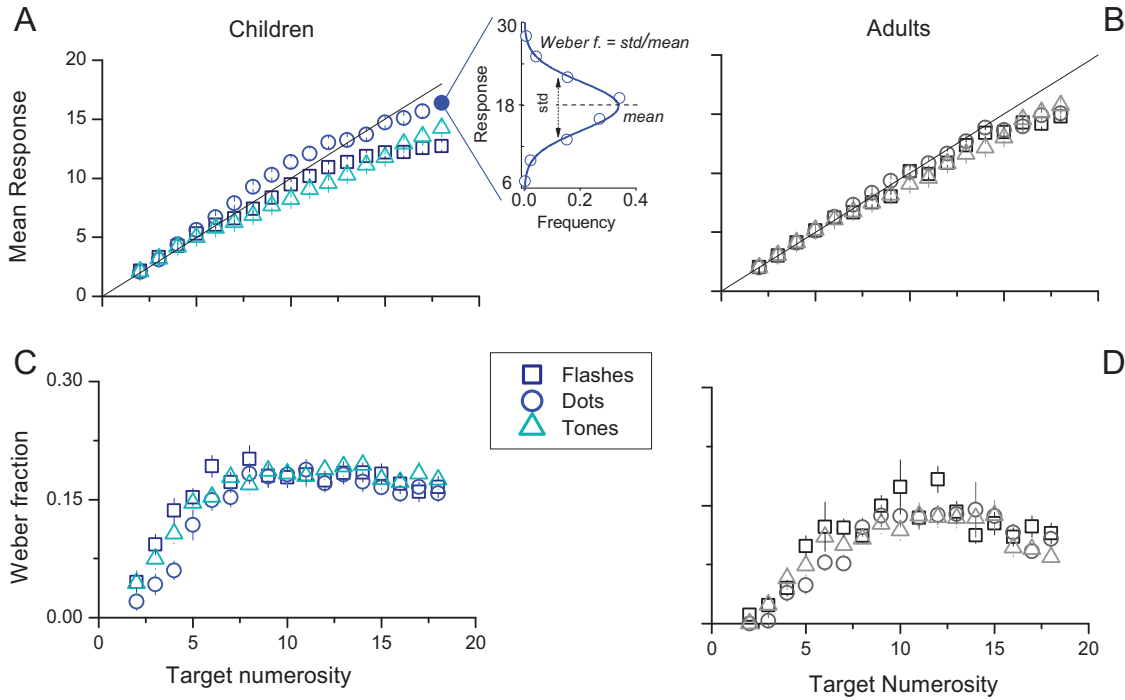 A
Children
B
Adults
Mean Response
20
15
10
5
0
30
18
6
Response
Weber f. = std/mean
std
mean
0.0
0.4
Frequency
C
D
Flashes
Dots
Tones
Weber fraction
0.30
0.15
0.00
0
5
10
15
20
Target numerosity
0
5
10
15
20
Target Numerosity